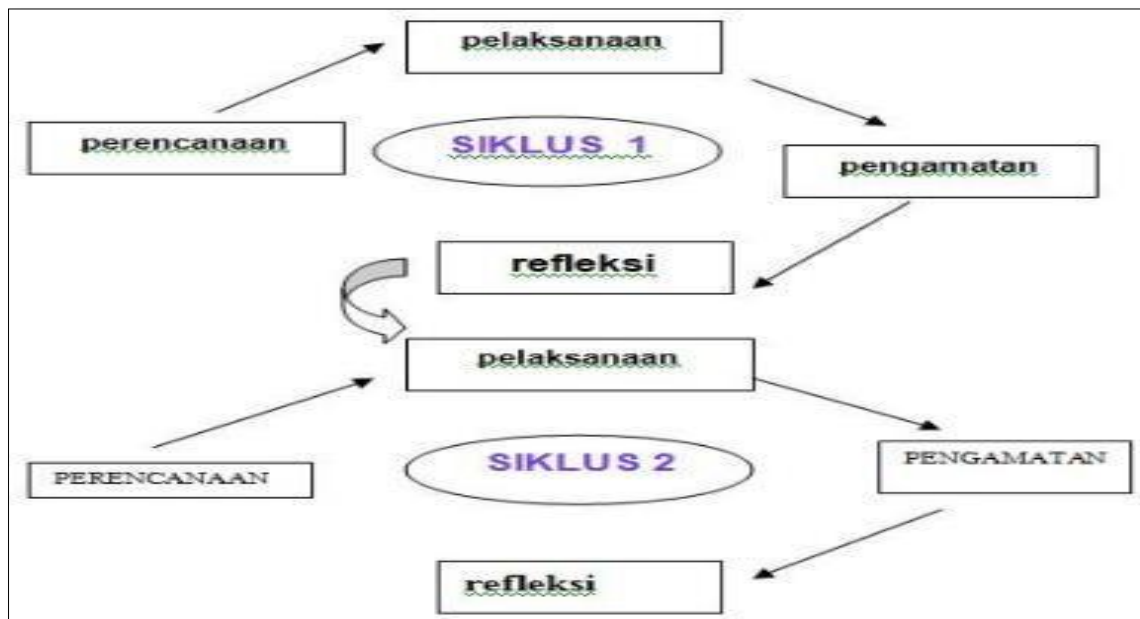 pelaksanaan
perencanaan
SIKLUS 1
pengamatan
refleksi
pelaksanaan
SIKLUS 2
PERENCANAAN
PENGAMATAN
refleksi